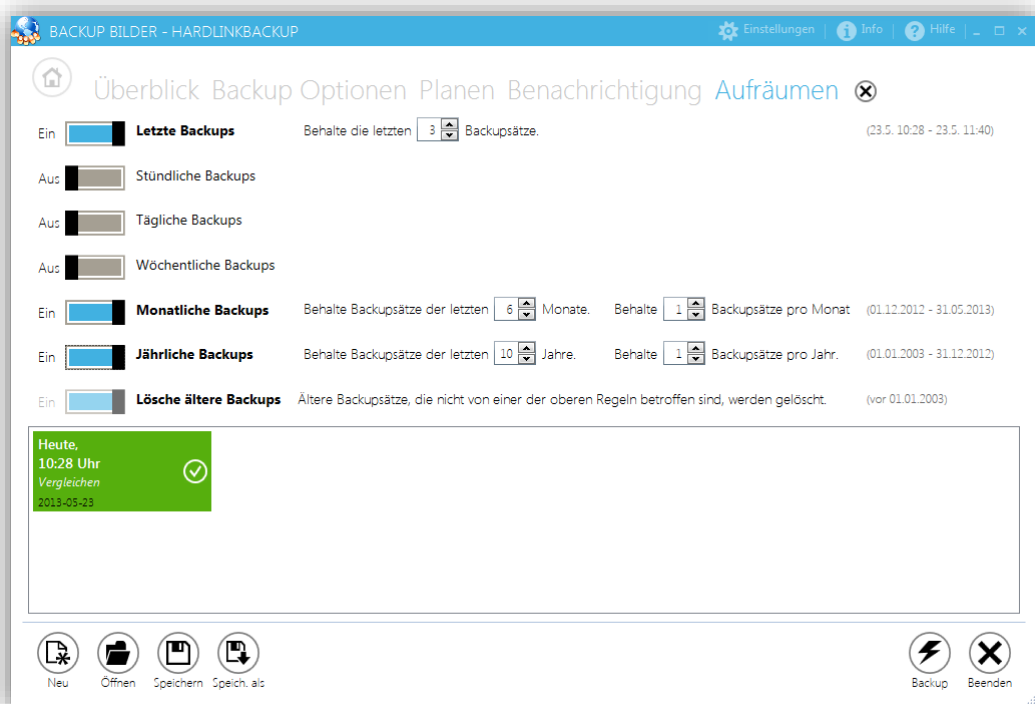 BACKUP BILDER - HARDLINKBACKUP Einstellungen | Info | Hilfe
Überblick Backup Optionen Planen Benachrichtigung Aufräumen
Ein Letzte Backups Behalte die letzten 3 Backupsätze. (23.5. 10:28 - 23.5. 11:40)
Aus Stündliche Backups
Aus Tägliche Backups
Aus Wöchentliche Backups
Ein Monatliche Backups Behalte Backupsätze der letzten 6 Monate. Behalte 1 Backupsätze pro Monat (01.12.2012 - 31.05.2013)
Ein Jährliche Backups Behalte Backupsätze der letzten 10 Jahre. Behalte 1 Backupsätze pro Jahr. (01.01.2003 - 31.12.2012)
Ein Lösche ältere Backups Ältere Backupsätze, die nicht von einer der oberen Regeln betroffen sind, werden gelöscht. (vor 01.01.2003)
Heute,
10:28 Uhr
Vergleichen
2013-05-23
Neu Öffnen Speichern Speich. als Backup Beenden